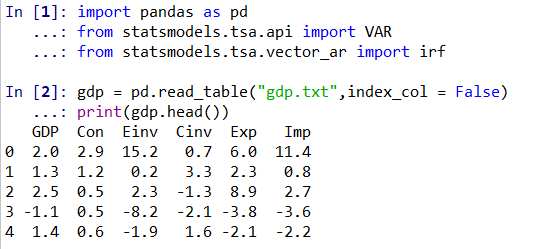 In [1]: import pandas as pd
...: from statsmodels.tsa.api import VAR
...: from statsmodels.tsa.vector_ar import irf
In [2]: gdp = pd.read_table("gdp.txt",index_col = False)
...: print(gdp.head())
GDP Con Einv Cinv Exp Imp
0 2.0 2.9 15.2 0.7 6.0 11.4
1 1.3 1.2 0.2 3.3 2.3 0.8
2 2.5 0.5 2.3 -1.3 8.9 2.7
3 -1.1 0.5 -8.2 -2.1 -3.8 -3.6
4 1.4 0.6 -1.9 1.6 -2.1 -2.2